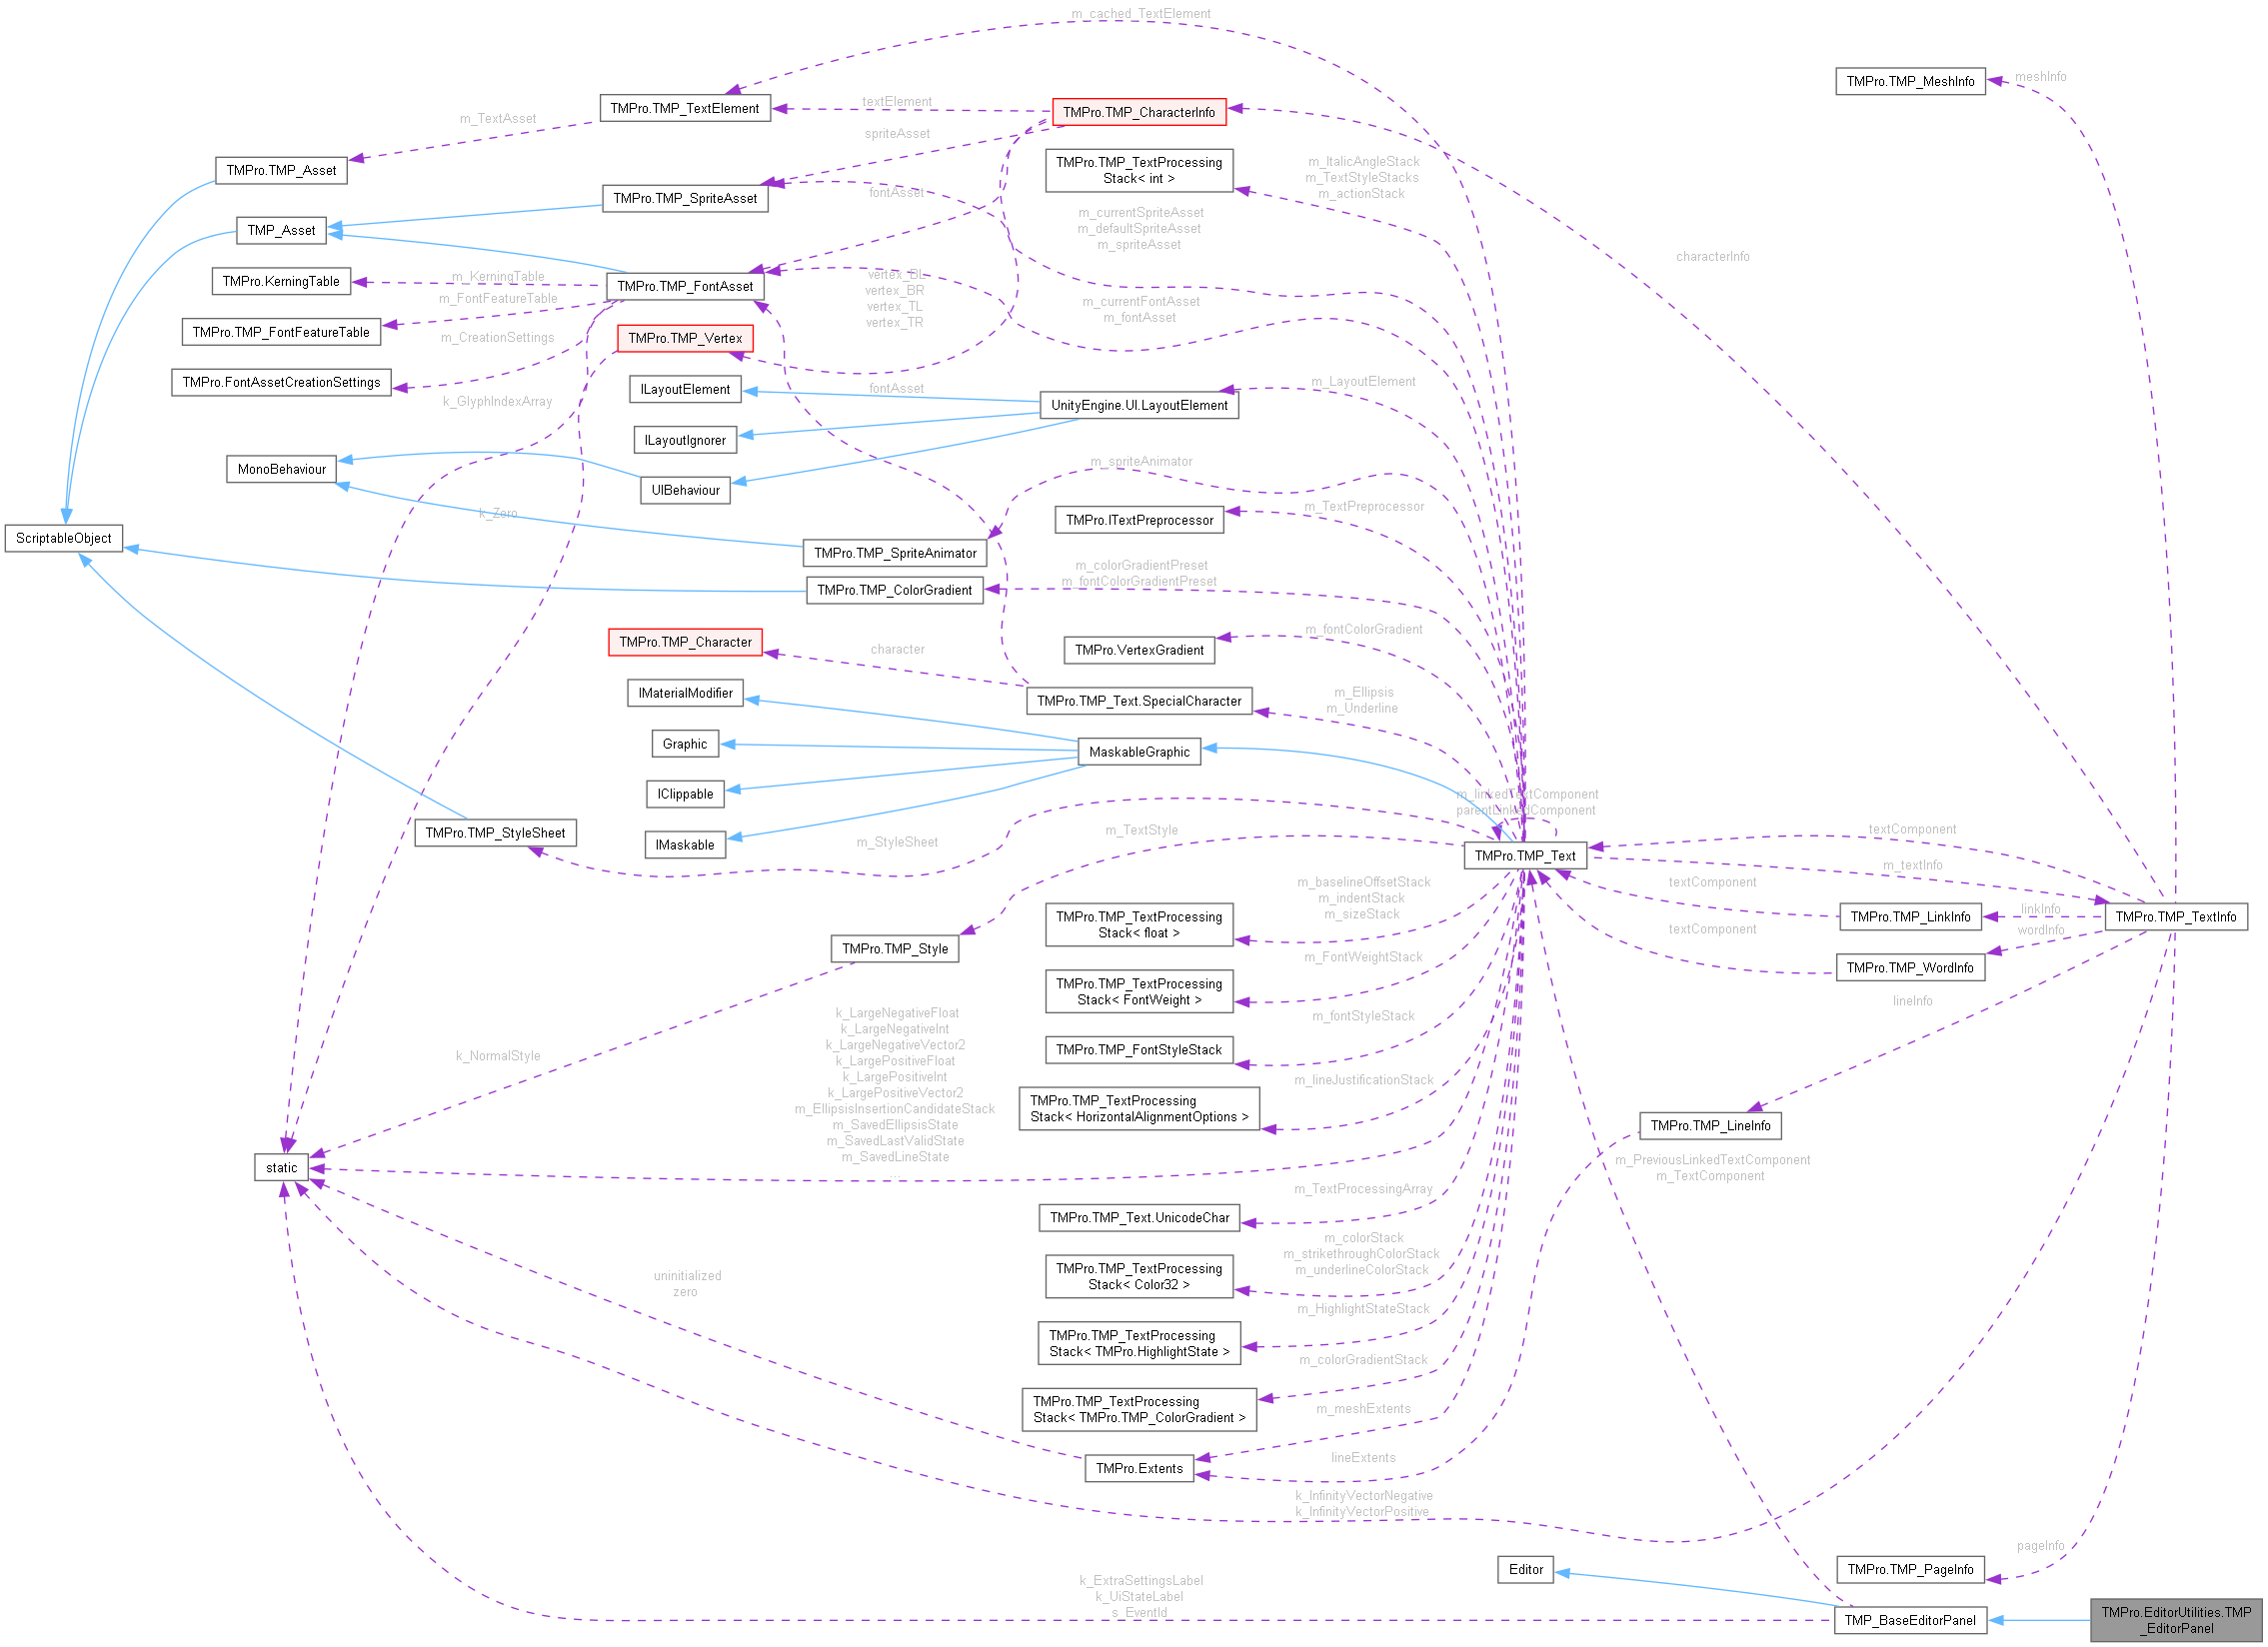 m_cached_TextElement
TMPro.TMP_MeshInfo
meshInfo
TMPro.TMP_TextElement
textElement
TMPro.TMP_CharacterInfo
m_TextAsset
spriteAsset
TMPro.TMP_TextProcessing
Stack< int >
m_ItalicAngleStack
m_TextStyleStacks
m_actionStack
TMPro.TMP_Asset
TMPro.TMP_SpriteAsset
fontAsset
m_currentSpriteAsset
m_defaultSpriteAsset
m_spriteAsset
TMP_Asset
characterInfo
TMPro.KerningTable
m_KerningTable
TMPro.TMP_FontAsset
vertex_BL
vertex_BR
vertex_TL
vertex_TR
m_FontFeatureTable
m_currentFontAsset
m_fontAsset
TMPro.TMP_FontFeatureTable
m_CreationSettings
TMPro.TMP_Vertex
TMPro.FontAssetCreationSettings
k_GlyphIndexArray
ILayoutElement
fontAsset
UnityEngine.UI.LayoutElement
m_LayoutElement
ILayoutIgnorer
MonoBehaviour
UIBehaviour
m_spriteAnimator
k_Zero
TMPro.ITextPreprocessor
m_TextPreprocessor
ScriptableObject
TMPro.TMP_SpriteAnimator
m_colorGradientPreset
m_fontColorGradientPreset
TMPro.TMP_ColorGradient
TMPro.TMP_Character
character
TMPro.VertexGradient
m_fontColorGradient
IMaterialModifier
TMPro.TMP_Text.SpecialCharacter
m_Ellipsis
m_Underline
Graphic
MaskableGraphic
IClippable
m_linkedTextComponent
parentLinkedComponent
TMPro.TMP_StyleSheet
IMaskable
m_StyleSheet
m_TextStyle
TMPro.TMP_Text
textComponent
m_textInfo
textComponent
m_baselineOffsetStack
m_indentStack
m_sizeStack
TMPro.TMP_TextProcessing
Stack< float >
TMPro.TMP_LinkInfo
linkInfo
TMPro.TMP_TextInfo
textComponent
wordInfo
TMPro.TMP_Style
m_FontWeightStack
TMPro.TMP_WordInfo
TMPro.TMP_TextProcessing
Stack< FontWeight >
lineInfo
k_NormalStyle
k_LargeNegativeFloat
k_LargeNegativeInt
k_LargeNegativeVector2
k_LargePositiveFloat
k_LargePositiveInt
k_LargePositiveVector2
m_EllipsisInsertionCandidateStack
m_SavedEllipsisState
m_SavedLastValidState
m_SavedLineState
...
m_fontStyleStack
TMPro.TMP_FontStyleStack
m_lineJustificationStack
TMPro.TMP_TextProcessing
Stack< HorizontalAlignmentOptions >
TMPro.TMP_LineInfo
static
m_PreviousLinkedTextComponent
m_TextComponent
m_TextProcessingArray
TMPro.TMP_Text.UnicodeChar
m_colorStack
m_strikethroughColorStack
m_underlineColorStack
TMPro.TMP_TextProcessing
Stack< Color32 >
uninitialized
zero
m_HighlightStateStack
TMPro.TMP_TextProcessing
Stack< TMPro.HighlightState >
m_colorGradientStack
TMPro.TMP_TextProcessing
Stack< TMPro.TMP_ColorGradient >
m_meshExtents
TMPro.Extents
lineExtents
k_InfinityVectorNegative
k_InfinityVectorPositive
pageInfo
Editor
TMPro.TMP_PageInfo
k_ExtraSettingsLabel
k_UiStateLabel
s_EventId
TMP_BaseEditorPanel
TMPro.EditorUtilities.TMP
_EditorPanel